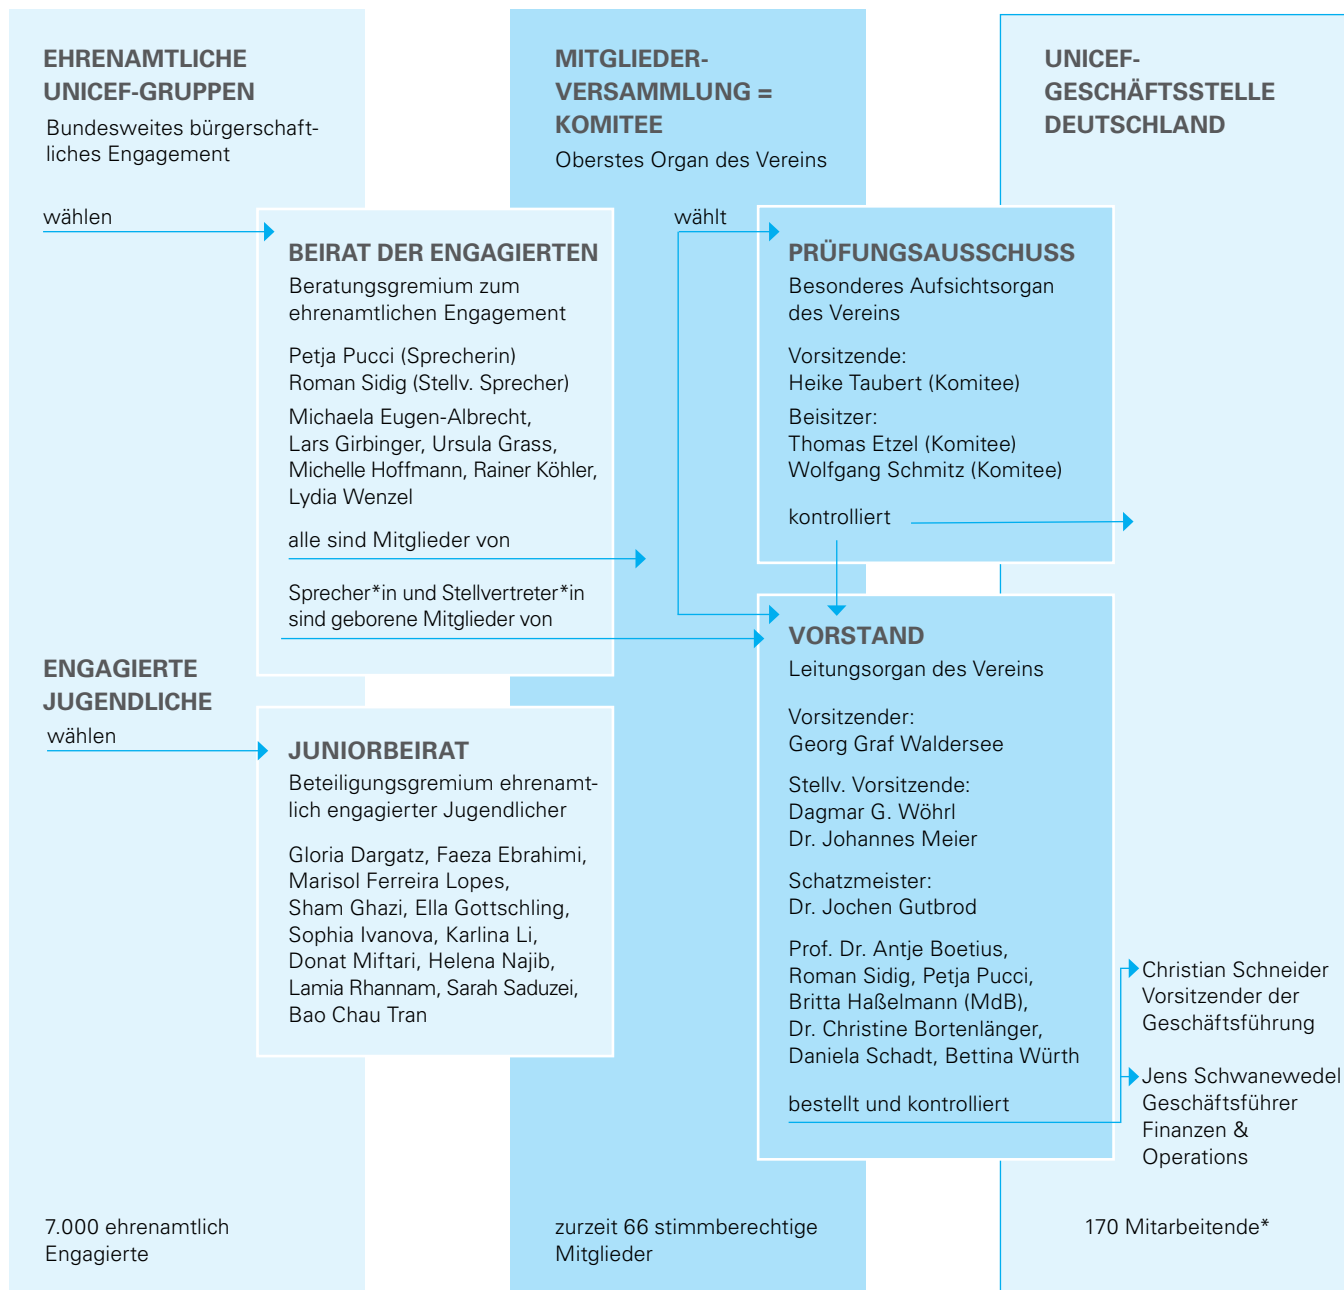 EHRENAMTLICHE
UNICEF-GRUPPEN
Bundesweites bürgerschaft-
liches Engagement
wählen
BEIRAT DER ENGAGIERTEN
Beratungsgremium zum
ehrenamtlichen Engagement
Petja Pucci (Sprecherin)
Roman Sidig (Stellv. Sprecher)
Michaela Eugen-Albrecht,
Lars Girbinger, Ursula Grass,
Michelle Hoffmann, Rainer Köhler,
Lydia Wenzel
alle sind Mitglieder von
Sprecher*in und Stellvertreter*in
sind geborene Mitglieder von
ENGAGIERTE
JUGENDLICHE
wählen
JUNIORBEIRAT
Beteiligungsgremium ehrenamt-
lich engagierter Jugendlicher
Gloria Dargatz, Faeza Ebrahimi,
Marisol Ferreira Lopes,
Sham Ghazi, Ella Gottschling,
Sophia Ivanova, Karlina Li,
Donat Miftari, Helena Najib,
Lamia Rhannam, Sarah Saduzei,
Bao Chau Tran
7.000 ehrenamtlich
Engagierte
MITGLIEDER-
VERSAMMLUNG =
KOMITEE
Oberstes Organ des Vereins
wählt
PRÜFUNGSAUSSCHUSS
Besonderes Aufsichtsorgan
des Vereins
Vorsitzende:
Heike Taubert (Komitee)
Beisitzer:
Thomas Etzel (Komitee)
Wolfgang Schmitz (Komitee)
kontrolliert
VORSTAND
Leitungsorgan des Vereins
Vorsitzender:
Georg Graf Waldersee
Stellv. Vorsitzende:
Dagmar G. Wöhrl
Dr. Johannes Meier
Schatzmeister:
Dr. Jochen Gutbrod
Prof. Dr. Antje Boetius,
Roman Sidig, Petja Pucci,
Britta Haßelmann (MdB),
Dr. Christine Bortenlänger,
Daniela Schadt, Bettina Würth
bestellt und kontrolliert
zurzeit 66 stimmberechtige
Mitglieder
UNICEF-
GESCHÄFTSSTELLE
DEUTSCHLAND
Christian Schneider
Vorsitzender der
Geschäftsführung
Jens Schwanewedel
Geschäftsführer
Finanzen &
Operations
170 Mitarbeitende*